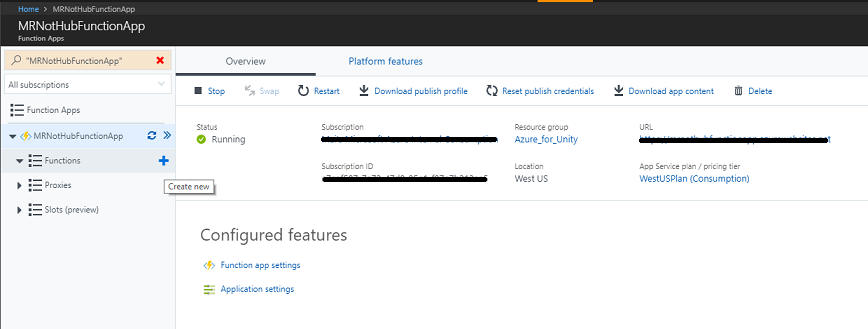 Home > MRNotHubFunctionApp
MRNotHubFunctionApp
Function Apps
"MRNotHubFunctionApp"
All subscriptions
Function Apps
MRNotHubFunctionApp
Functions
Create new
Proxies
Slots (preview)
Overview Platform features
Stop Swap Restart Download publish profile Reset publish credentials Download app content Delete
Status Subscription Resource group URL
Running Azure_for_Unity
Subscription ID Location App Service plan / pricing tier
West US WestUSPlan (Consumption)
Configured features
Function app settings
Application settings